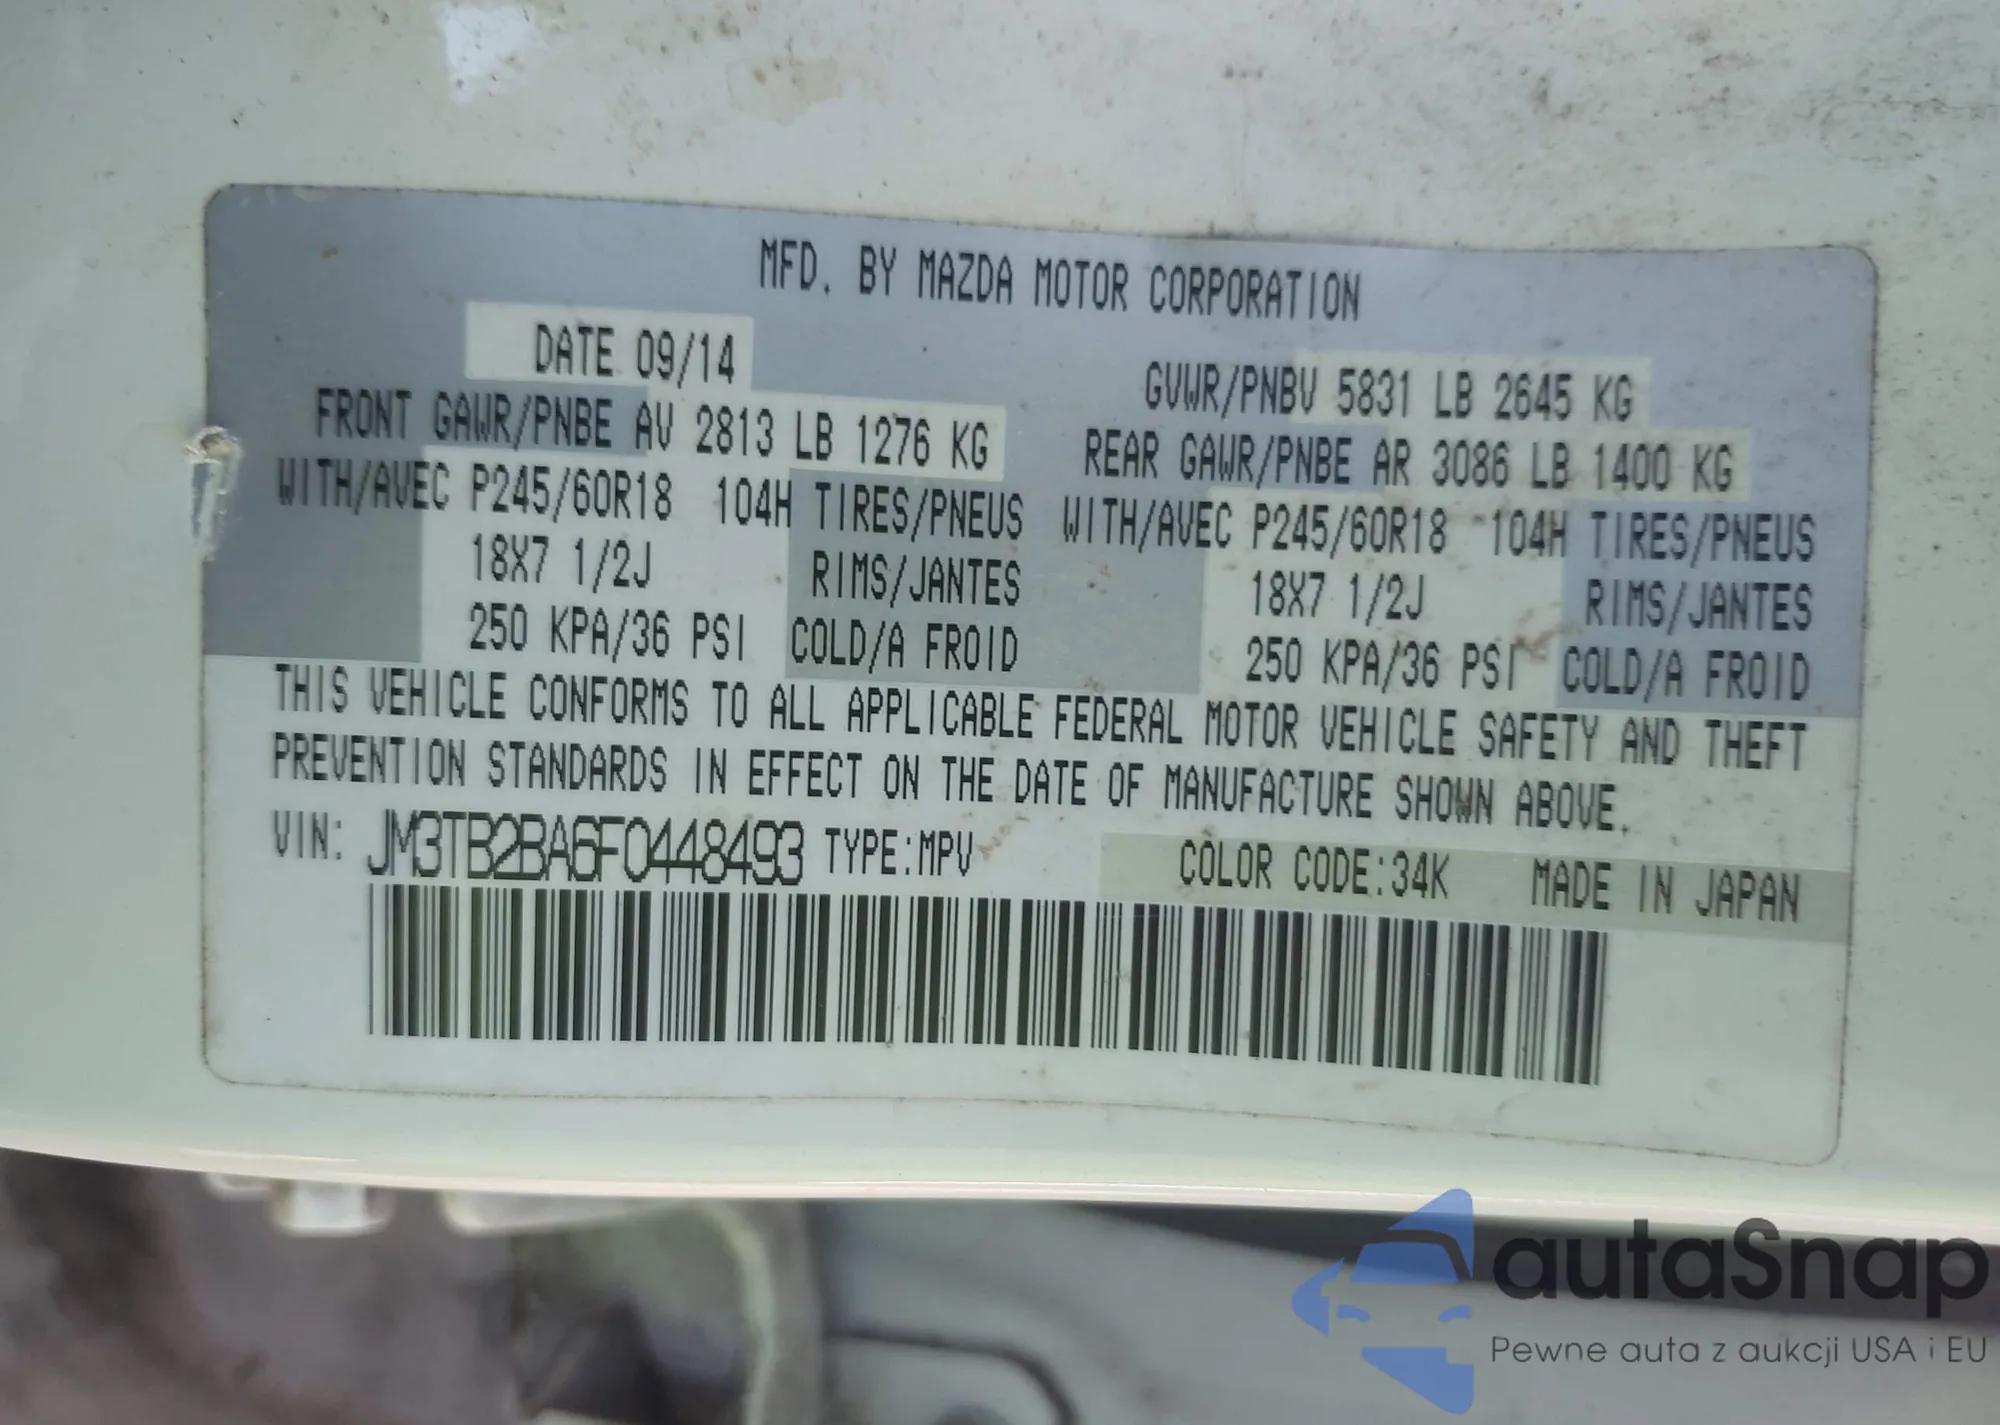 MFD. BY MAZDA MOTOR CORPORATION
DATE 09/14 GVWR/PNBV 5831 LB 2645 KG
FRONT GAWR/PNBE AV 2813 LB 1276 KG REAR GAWR/PNBE AR 3086 LB 1400 KG
WITH/AVEC P245/60R18 104H TIRES/PNEUS WITH/AVEC P245/60R18 104H TIRES/PNEUS
18X7 1/2J RIMS/JANTES 18X7 1/2J RIMS/JANTES
250 KPA/36 PSI COLD/A FROID 250 KPA/36 PSI COLD/A FROID
THIS VEHICLE CONFORMS TO ALL APPLICABLE FEDERAL MOTOR VEHICLE SAFETY AND THEFT
PREVENTION STANDARDS IN EFFECT ON THE DATE OF MANUFACTURE SHOWN ABOVE.
VIN: JM3TB2BA6F0448493 TYPE:MPV COLOR CODE:34K MADE IN JAPAN
autaSnap
Pewne auta z aukcji USA i EU